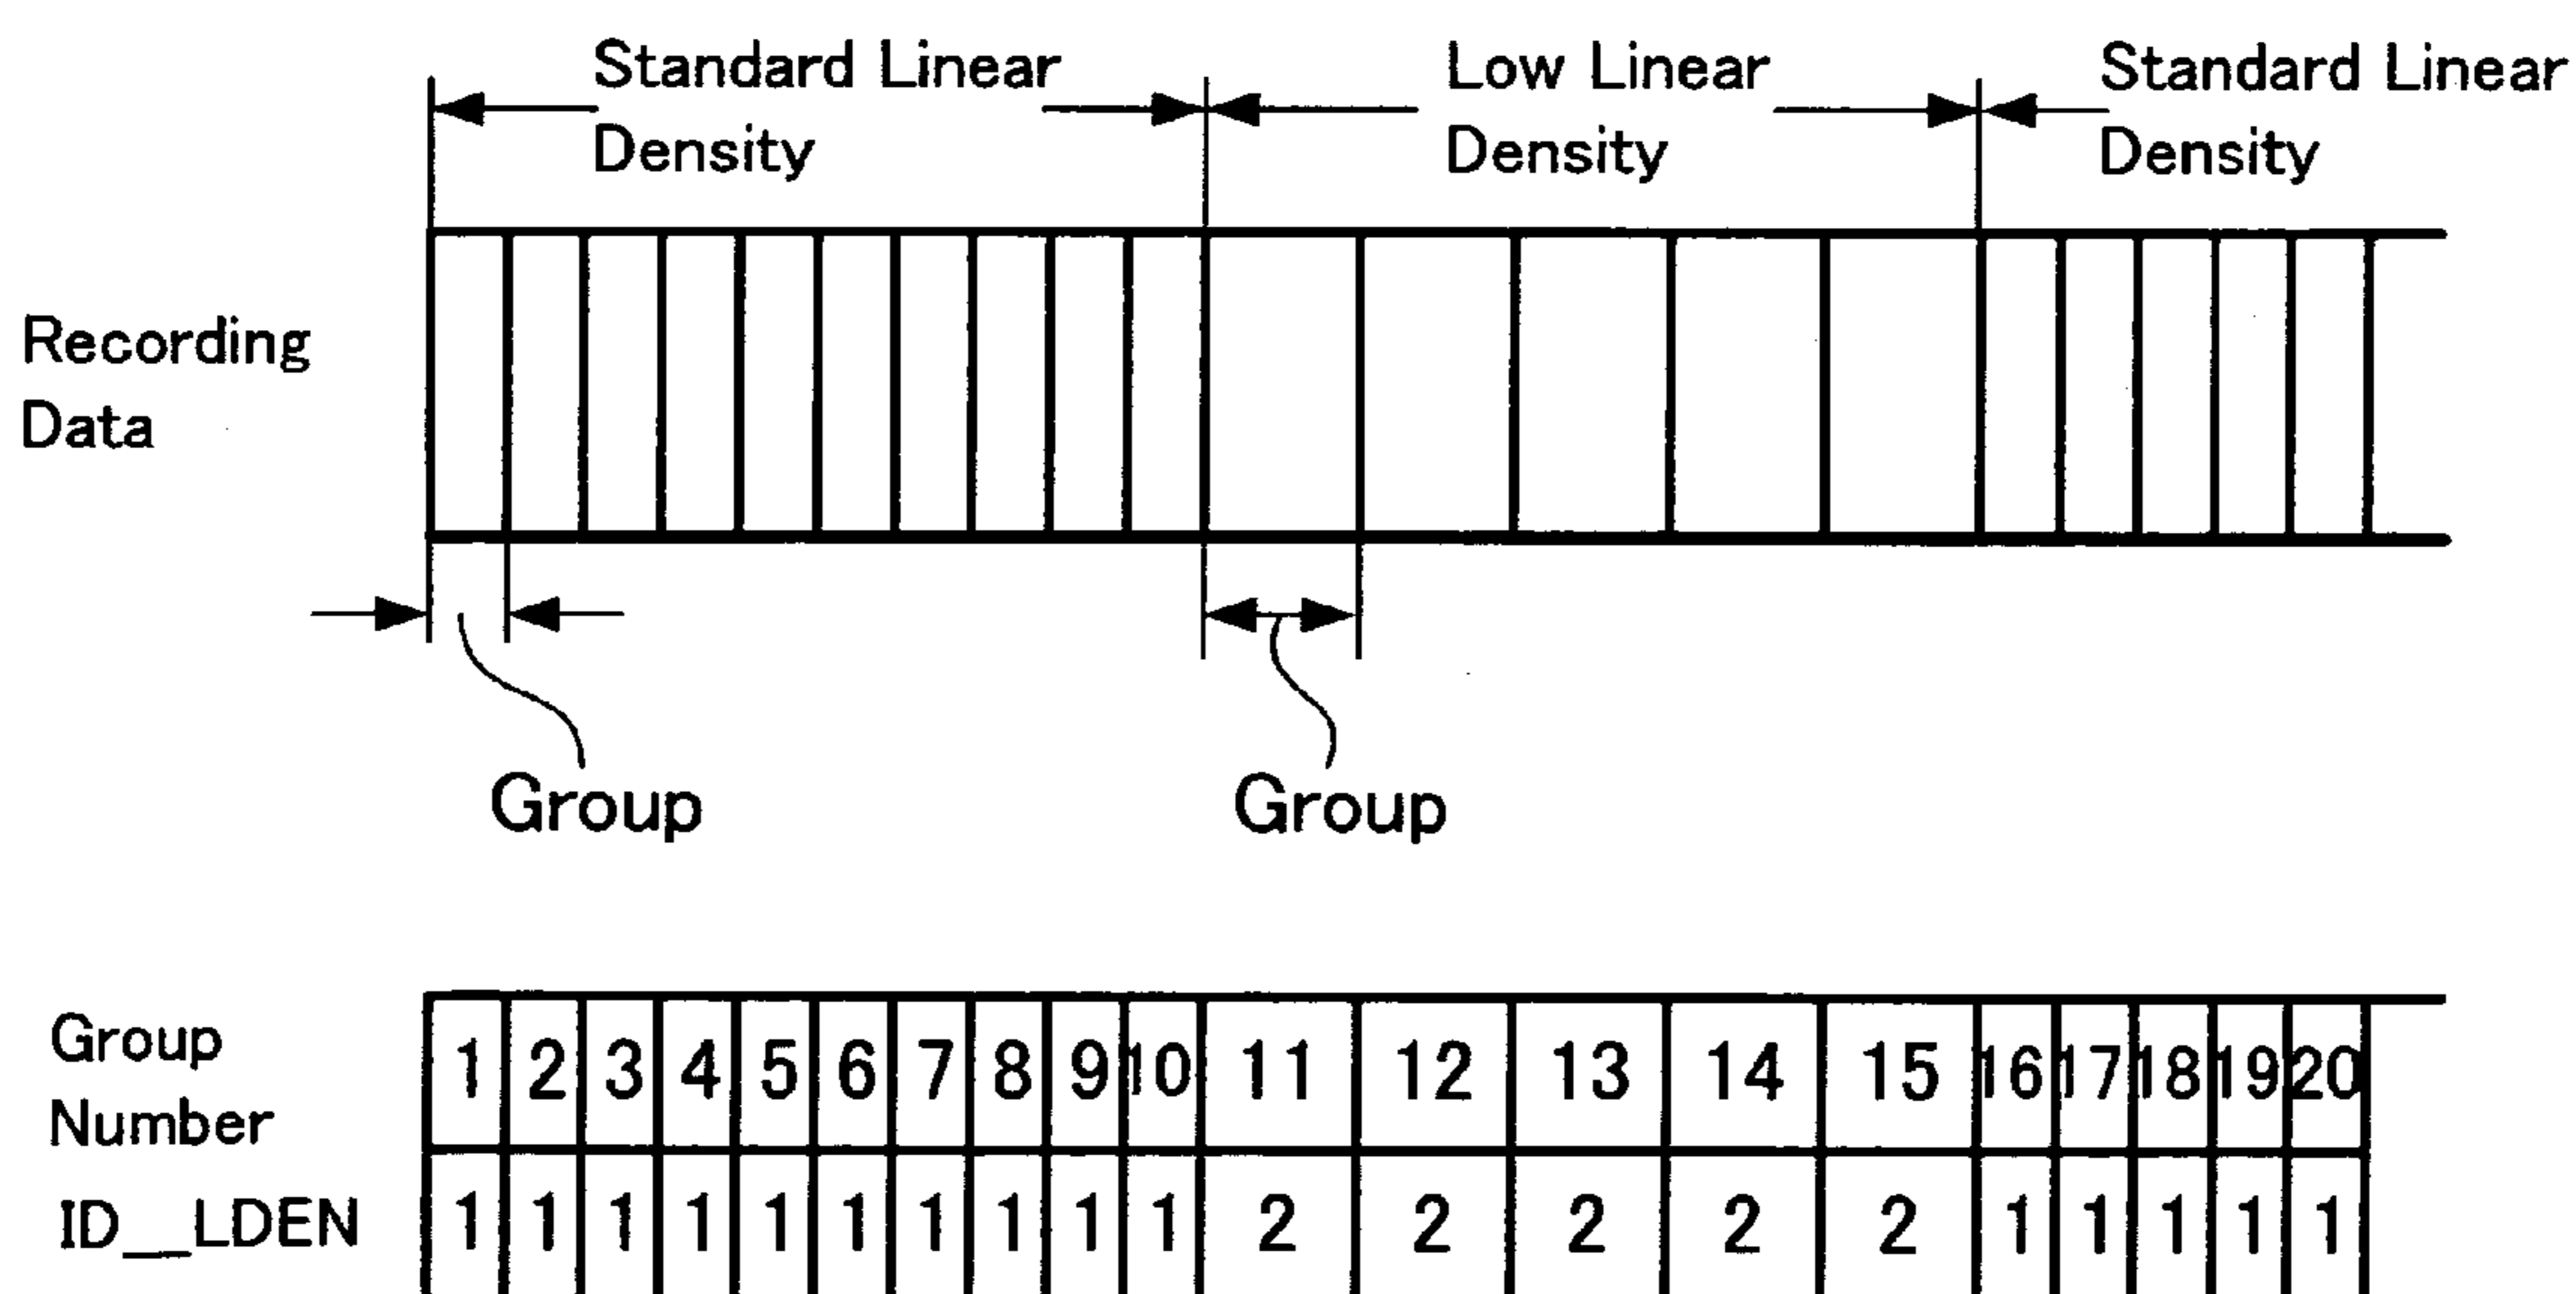 Standard Linear
Density
Low Linear
Density
Standard Linear
Density
Recording
Data
Group
Group
Group
Number
1 2 3 4 5 6 7 8 9 10 11 12 13 14 15 16 17 18 19 20
ID__LDEN 1 1 1 1 1 1 1 1 1 1 2 2 2 2 2 1 1 1 1 1